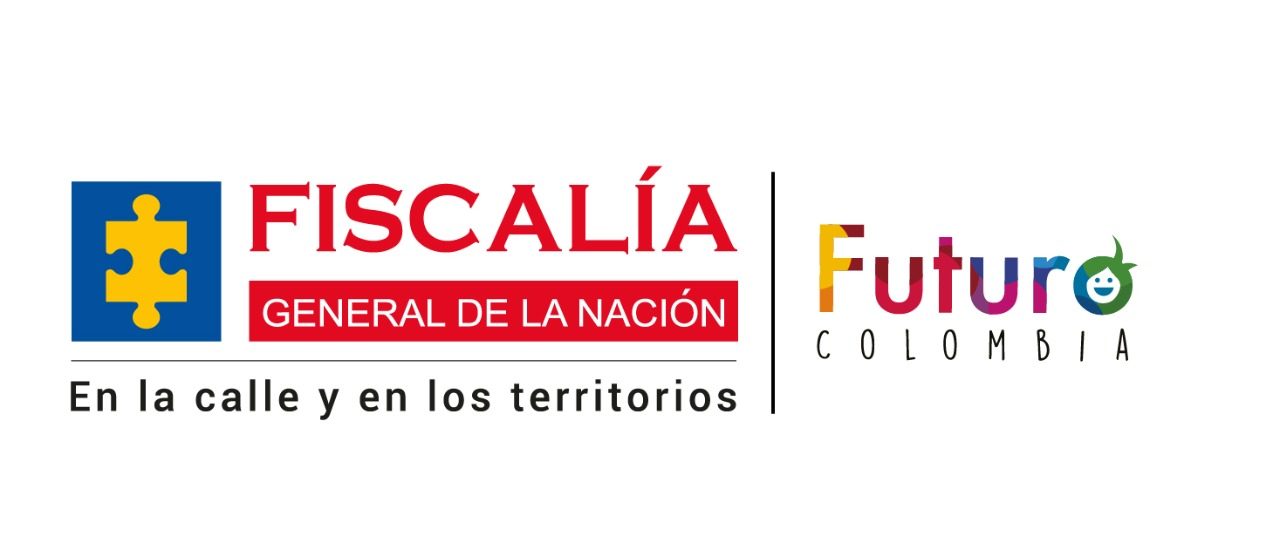 FISCALÍA
GENERAL DE LA NACIÓN
En la calle y en los territorios
Futuro
COLOMBIA